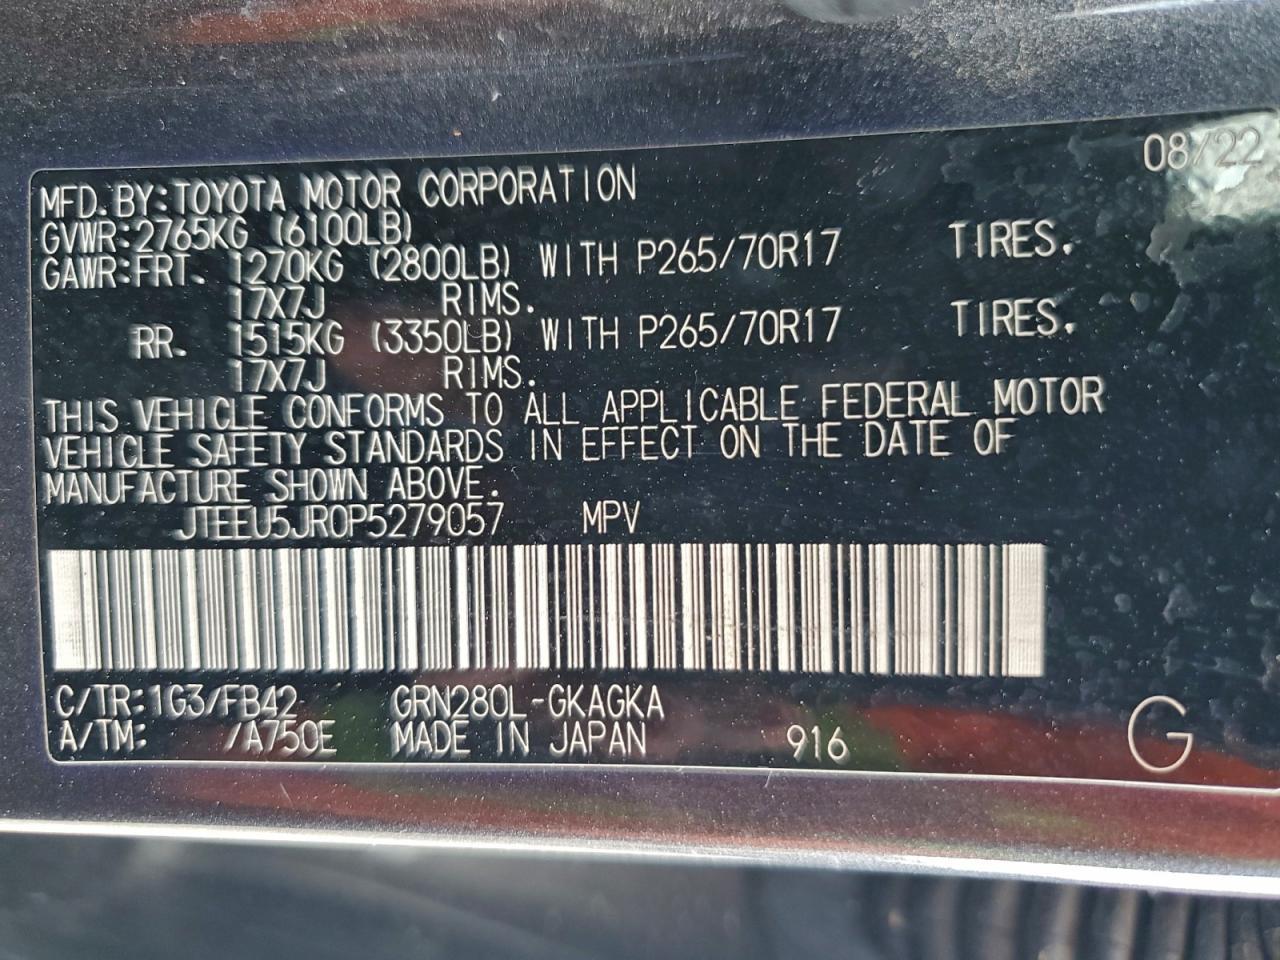 08/22
MFD. BY: TOYOTA MOTOR CORPORATION
GVWR: 2765KG (6100LB)
GAWR: FRT. 1270KG (2800LB) WITH P265/70R17 TIRES.
17X7J RIMS.
RR. 1515KG (3350LB) WITH P265/70R17 TIRES.
17X7J RIMS.
THIS VEHICLE CONFORMS TO ALL APPLICABLE FEDERAL MOTOR
VEHICLE SAFETY STANDARDS IN EFFECT ON THE DATE OF
MANUFACTURE SHOWN ABOVE.
JTEEU5JR0P5279057 MPV
C/TR: 1G3/FB42 GRN280L-GKAGKA
A/TM: /A750E MADE IN JAPAN 916 G